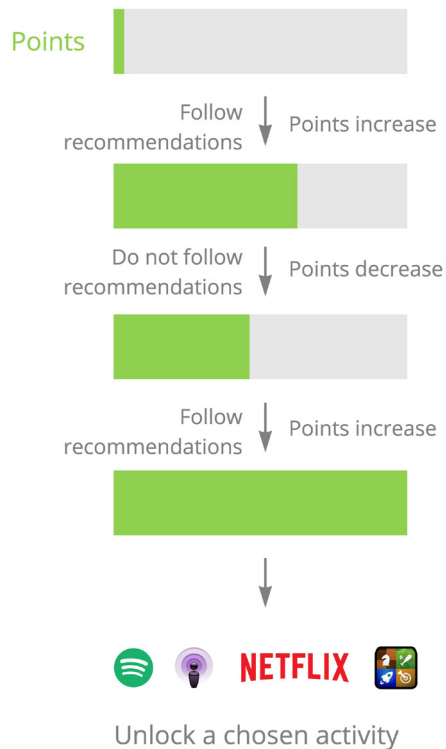 Points
Follow
recommendations
Points increase
Do not follow
recommendations
Points decrease
Follow
recommendations
Points increase
NETFLIX
Unlock a chosen activity